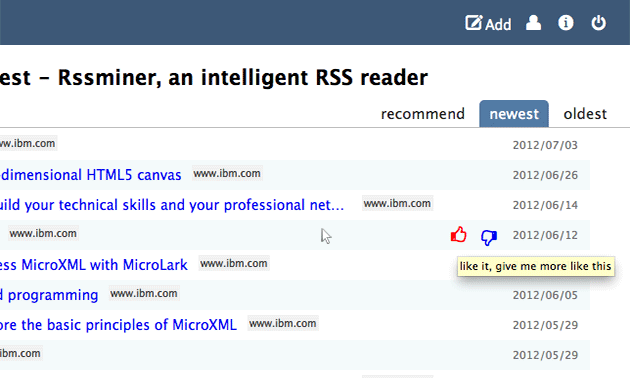 Add
est - Rssminer, an intelligent RSS reader
recommend newest oldest
ww.ibm.com 2012/07/03
dimensional HTML5 canvas www.ibm.com 2012/06/26
uild your technical skills and your professional net... www.ibm.com 2012/06/14
www.ibm.com 2012/06/12
ess MicroXML with MicroLark www.ibm.com
like it, give me more like this
d programming www.ibm.com 2012/06/05
ore the basic principles of MicroXML www.ibm.com 2012/05/29
www.ibm.com 2012/05/29